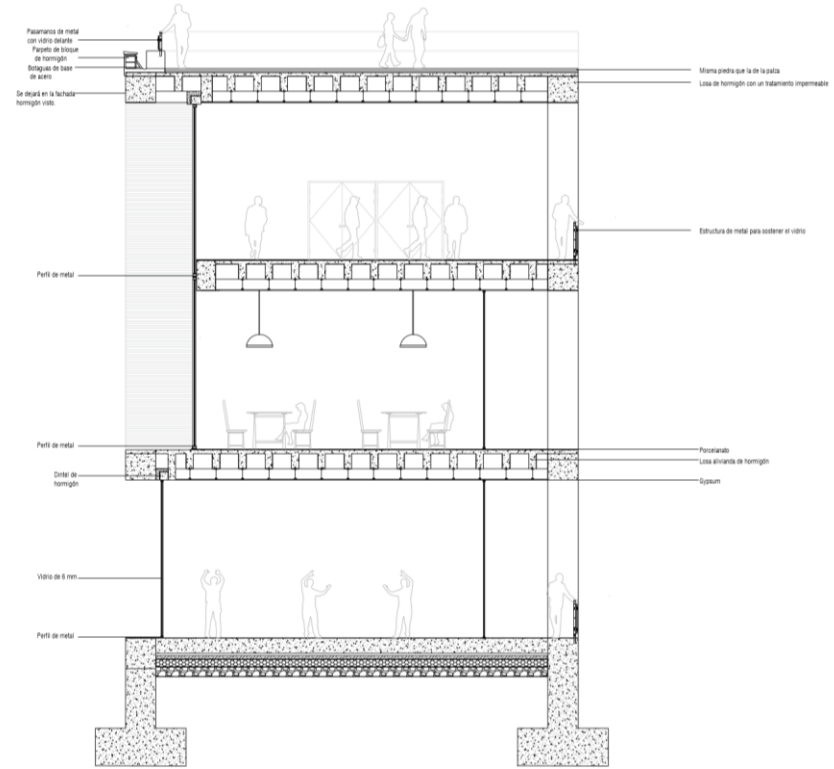 Pasamanos de metal
con vidrio delante
Parpeto de bloque
de hormigón
Botaguas de base
de acero
Se dejará en la fachada
hormigón visto.
Perfil de metal
Perfil de metal
Dintel de
hormigón
Vidrio de 6 mm
Perfil de metal
Misma piedra que la de la palza
Losa de hormigón con un tratamiento impermeable
Estructura de metal para sostener el vidrio
Porcelanato
Losa alivianda de hormigón
Gypsum